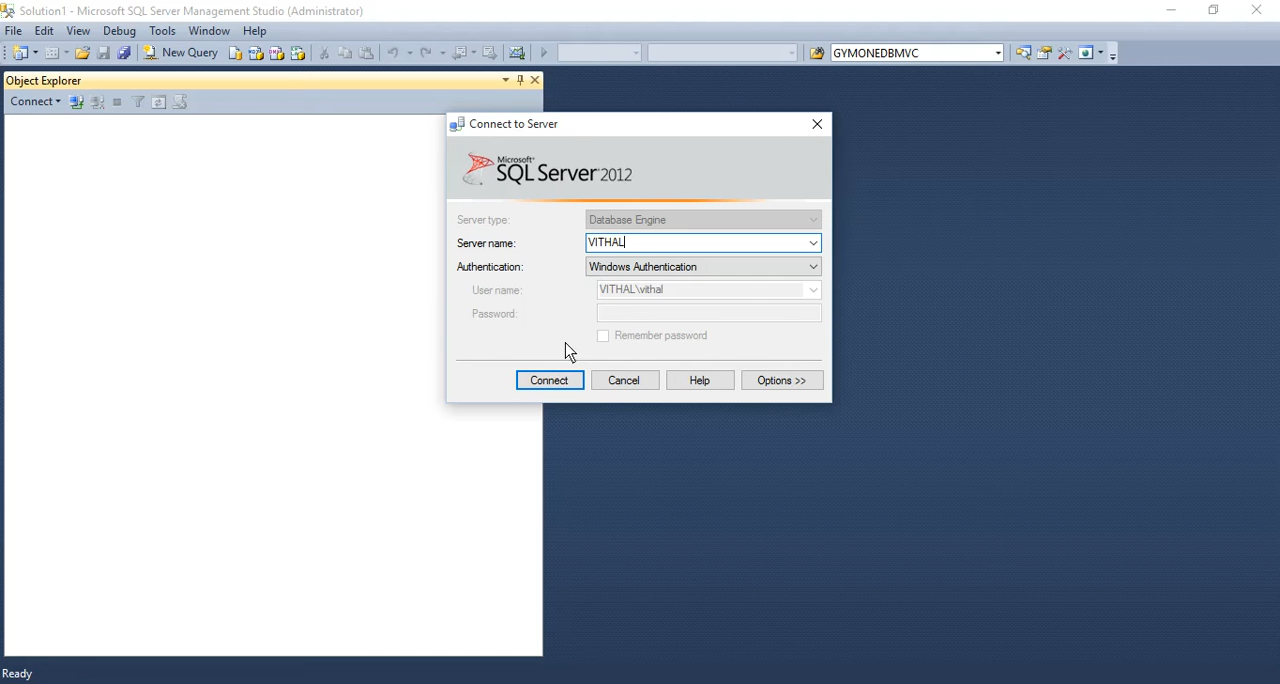 Solution1 - Microsoft SQL Server Management Studio (Administrator)
File Edit View Debug Tools Window Help
New Query GYMONEDBMVC
Object Explorer
Connect
Connect to Server
Microsoft®
SQL Server® 2012
Server type: Database Engine
Server name: VITHAL
Authentication: Windows Authentication
User name: VITHAL\vithal
Password:
Remember password
Connect Cancel Help Options >>
Ready